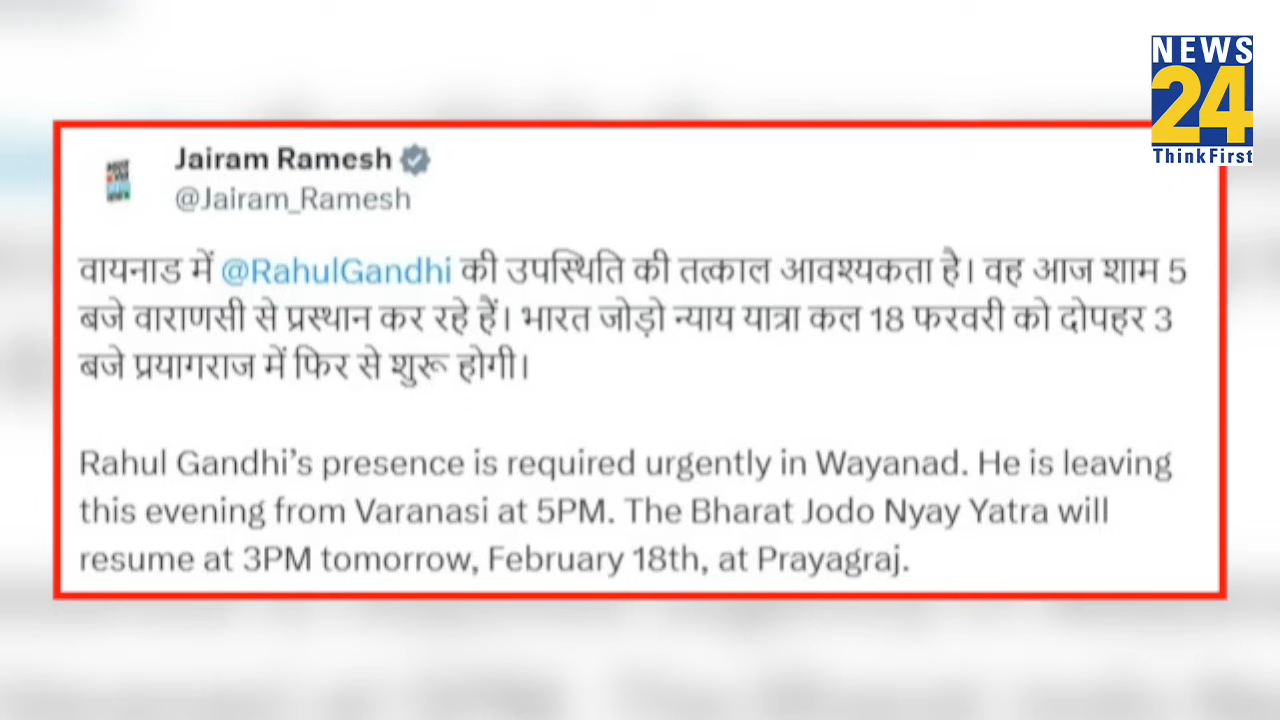 NEWS
24
ThinkFirst
Jairam Ramesh
@Jairam_Ramesh
वायनाड में @RahulGandhi की उपस्थिति की तत्काल आवश्यकता है। वह आज शाम 5
बजे वाराणसी से प्रस्थान कर रहे हैं। भारत जोड़ो न्याय यात्रा कल 18 फरवरी को दोपहर 3
बजे प्रयागराज में फिर से शुरू होगी।
Rahul Gandhi’s presence is required urgently in Wayanad. He is leaving
this evening from Varanasi at 5PM. The Bharat Jodo Nyay Yatra will
resume at 3PM tomorrow, February 18th, at Prayagraj.